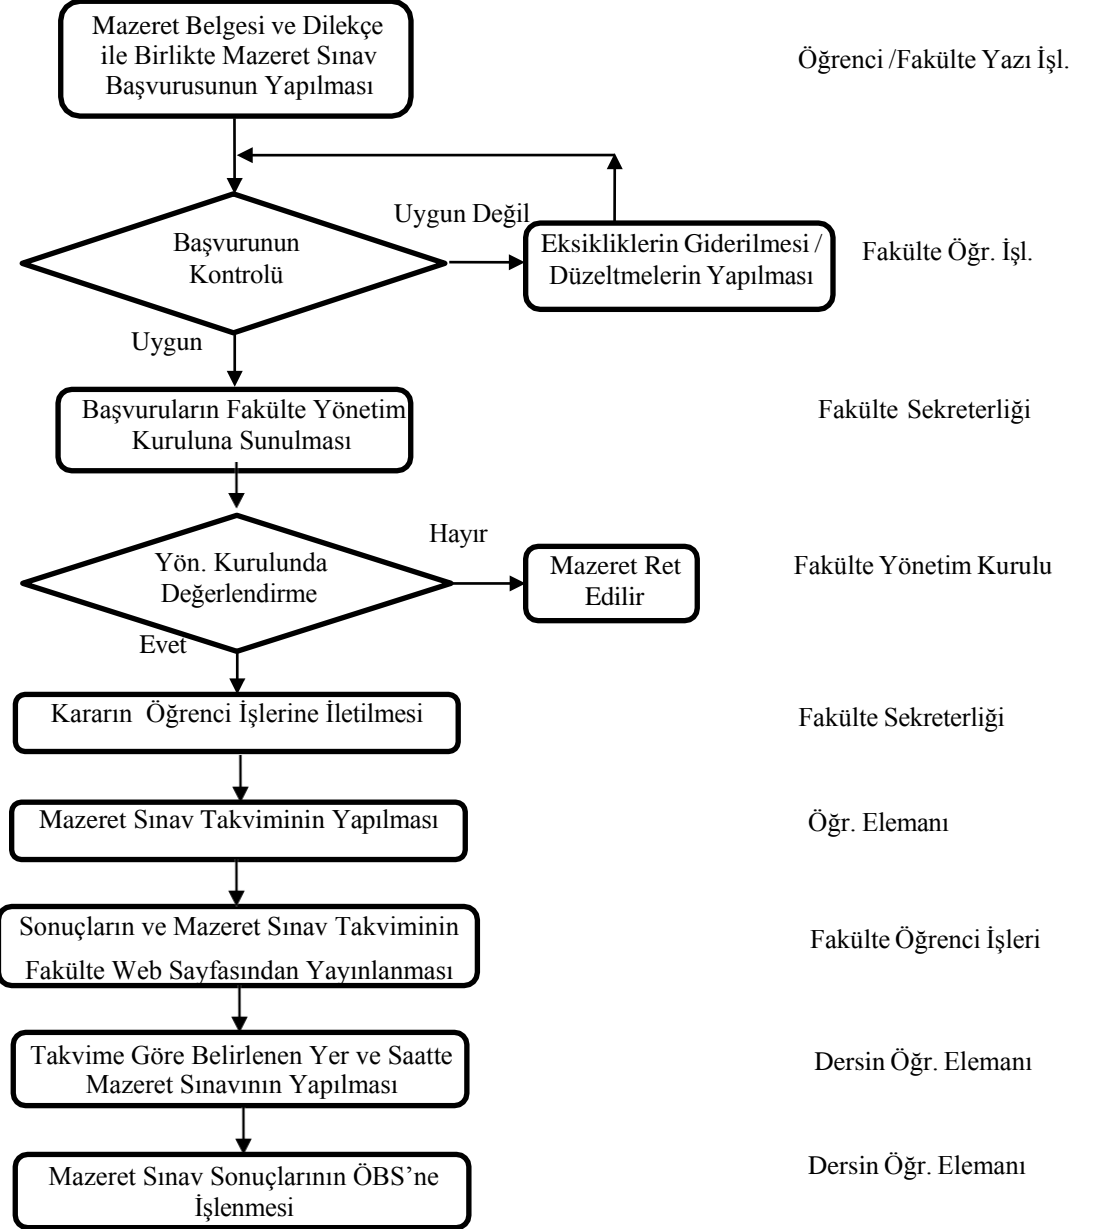 Mazeret Belgesi ve Dilekçe
ile Birlikte Mazeret Sınav
Başvurusunun Yapılması
Öğrenci /Fakülte Yazı İşl.
Uygun Değil
Başvurunun
Kontrolü
Eksikliklerin Giderilmesi /
Düzeltmelerin Yapılması
Fakülte Öğr. İşl.
Uygun
Başvuruların Fakülte Yönetim
Kuruluna Sunulması
Fakülte Sekreterliği
Hayır
Yön. Kurulunda
Değerlendirme
Mazeret Ret
Edilir
Fakülte Yönetim Kurulu
Evet
Kararın Öğrenci İşlerine İletilmesi
Fakülte Sekreterliği
Mazeret Sınav Takviminin Yapılması
Öğr. Elemanı
Sonuçların ve Mazeret Sınav Takviminin
Fakülte Web Sayfasından Yayınlanması
Fakülte Öğrenci İşleri
Takvime Göre Belirlenen Yer ve Saatte
Mazeret Sınavının Yapılması
Dersin Öğr. Elemanı
Mazeret Sınav Sonuçlarının ÖBS’ne
İşlenmesi
Dersin Öğr. Elemanı